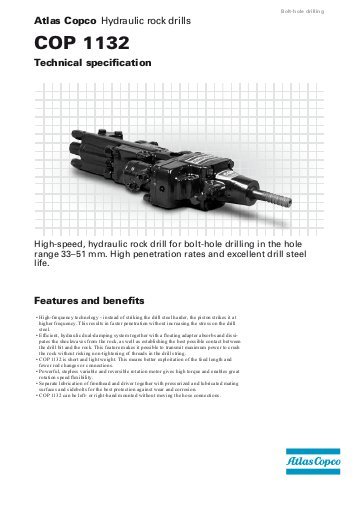 Bolt-hole drilling
Atlas Copco Hydraulic rock drills
COP 1132
Technical specification
High-speed, hydraulic rock drill for bolt-hole drilling in the hole
range 33–51 mm. High penetration rates and excellent drill steel
life.
Features and benefits
• High-frequency technology - instead of striking the drill steel harder, the piston strikes it at
higher frequency. This results in faster penetration without increasing the stress on the drill
steel.
• Efficient, hydraulic dual-damping system together with a floating adapter absorbs and dissi-
pates the shockwaves from the rock, as well as establishing the best possible contact between
the drill bit and the rock. This feature makes it possible to transmit maximum power to crush
the rock without risking non-tightening of threads in the drill string.
• COP 1132 is short and light weight. This means better exploitation of the feed length and
fewer rod changes or connections.
• Powerful, stepless variable and reversible rotation motor gives high torque and enables great
rotation speed flexibility.
• Separate lubrication of front head and driver together with pressurized and lubricated mating
surfaces and side bolts for the best protection against wear and corrosion.
• COP 1132 can be left- or right-hand mounted without moving the hose connections.
Atlas Copco